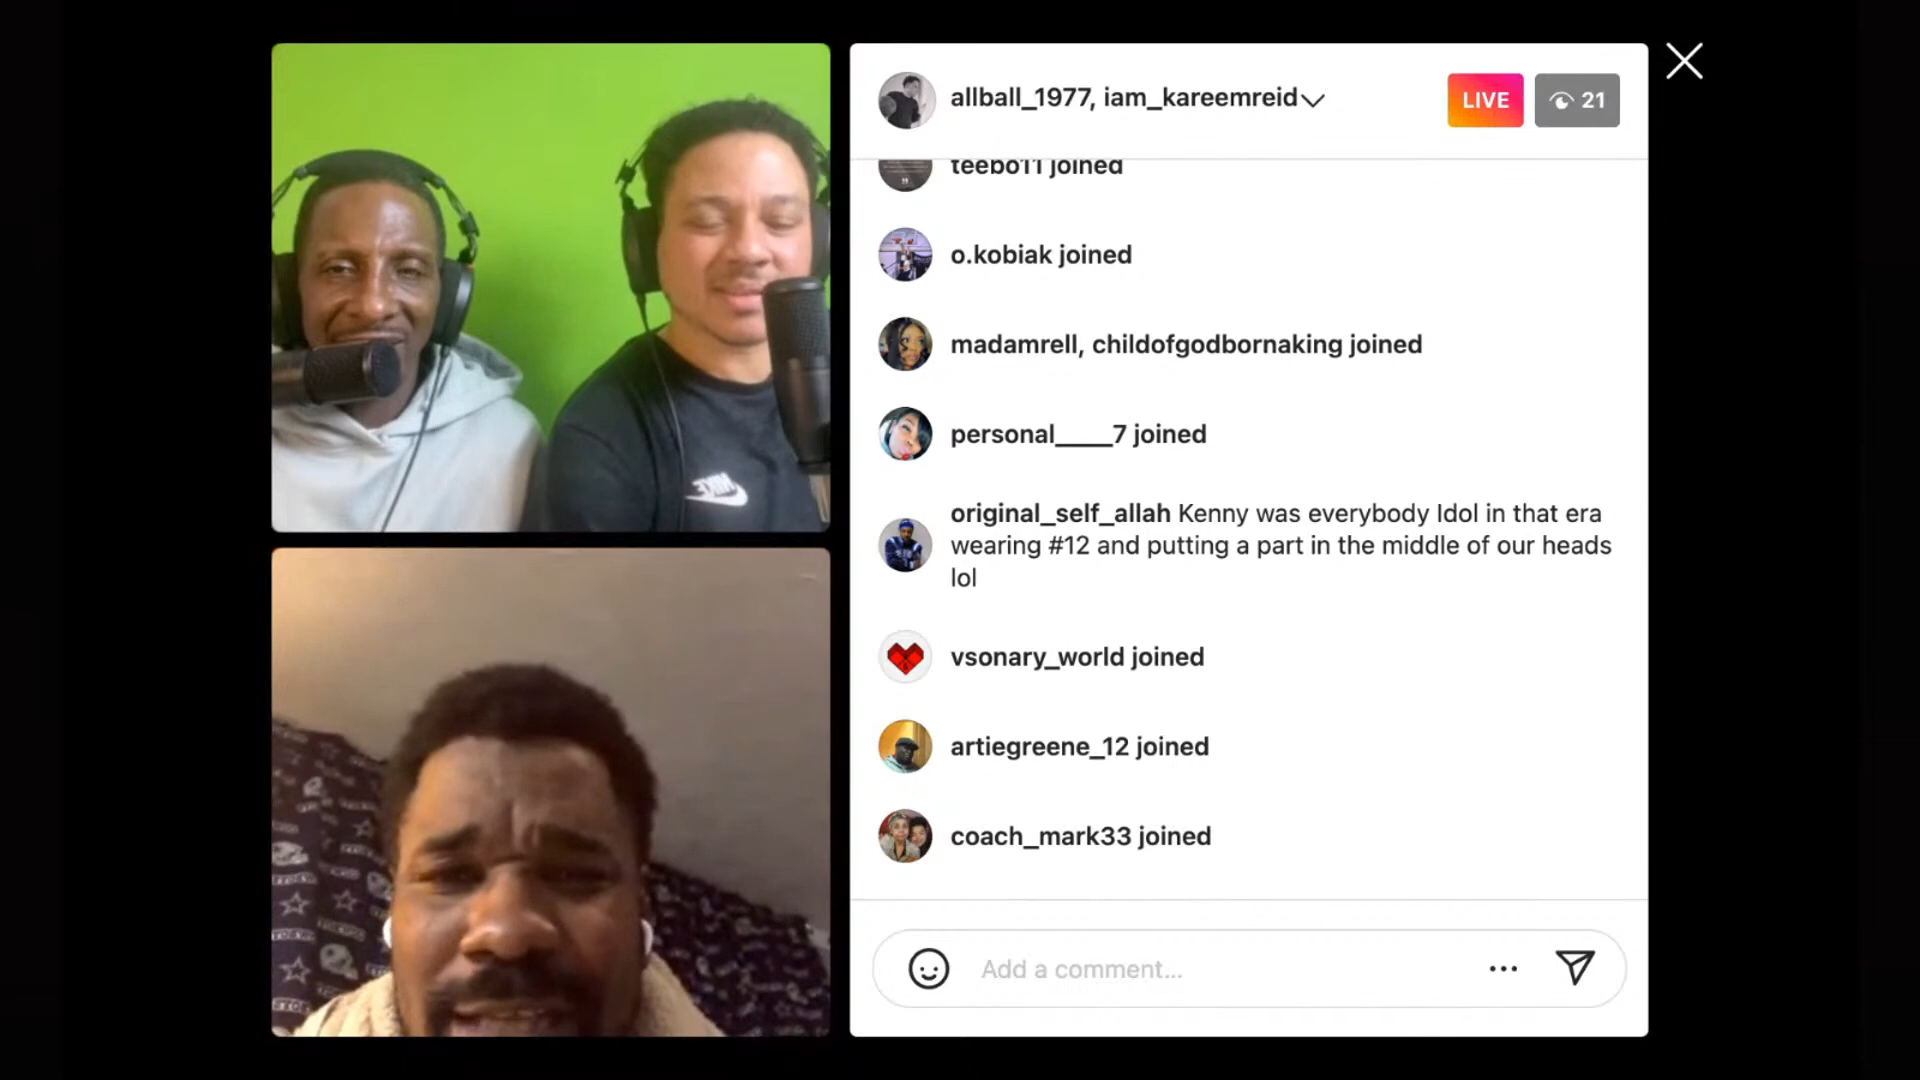 allball_1977, iam_kareemreid
LIVE
21
teebo11 joined
o.kobiak joined
madamrell, childofgodbornaking joined
personal____7 joined
original_self_allah Kenny was everybody Idol in that era
wearing #12 and putting a part in the middle of our heads
lol
vsonary_world joined
artiegreene_12 joined
coach_mark33 joined
Add a comment...